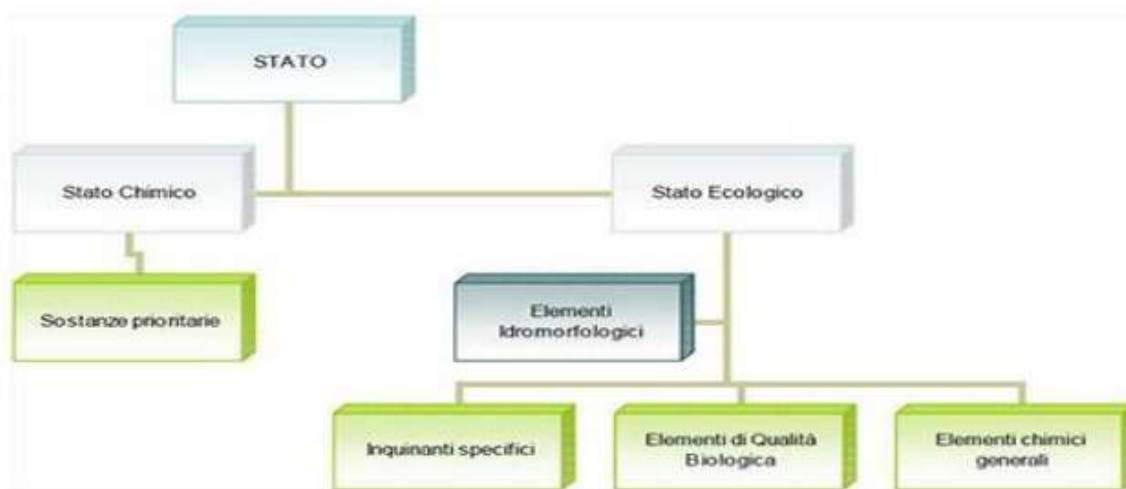 STATO
Stato Chimico
Stato Ecologico
Sostanze prioritarie
Elementi
Idromorfologici
Inquinanti specifici
Elementi di Qualità
Biologica
Elementi chimici
generali